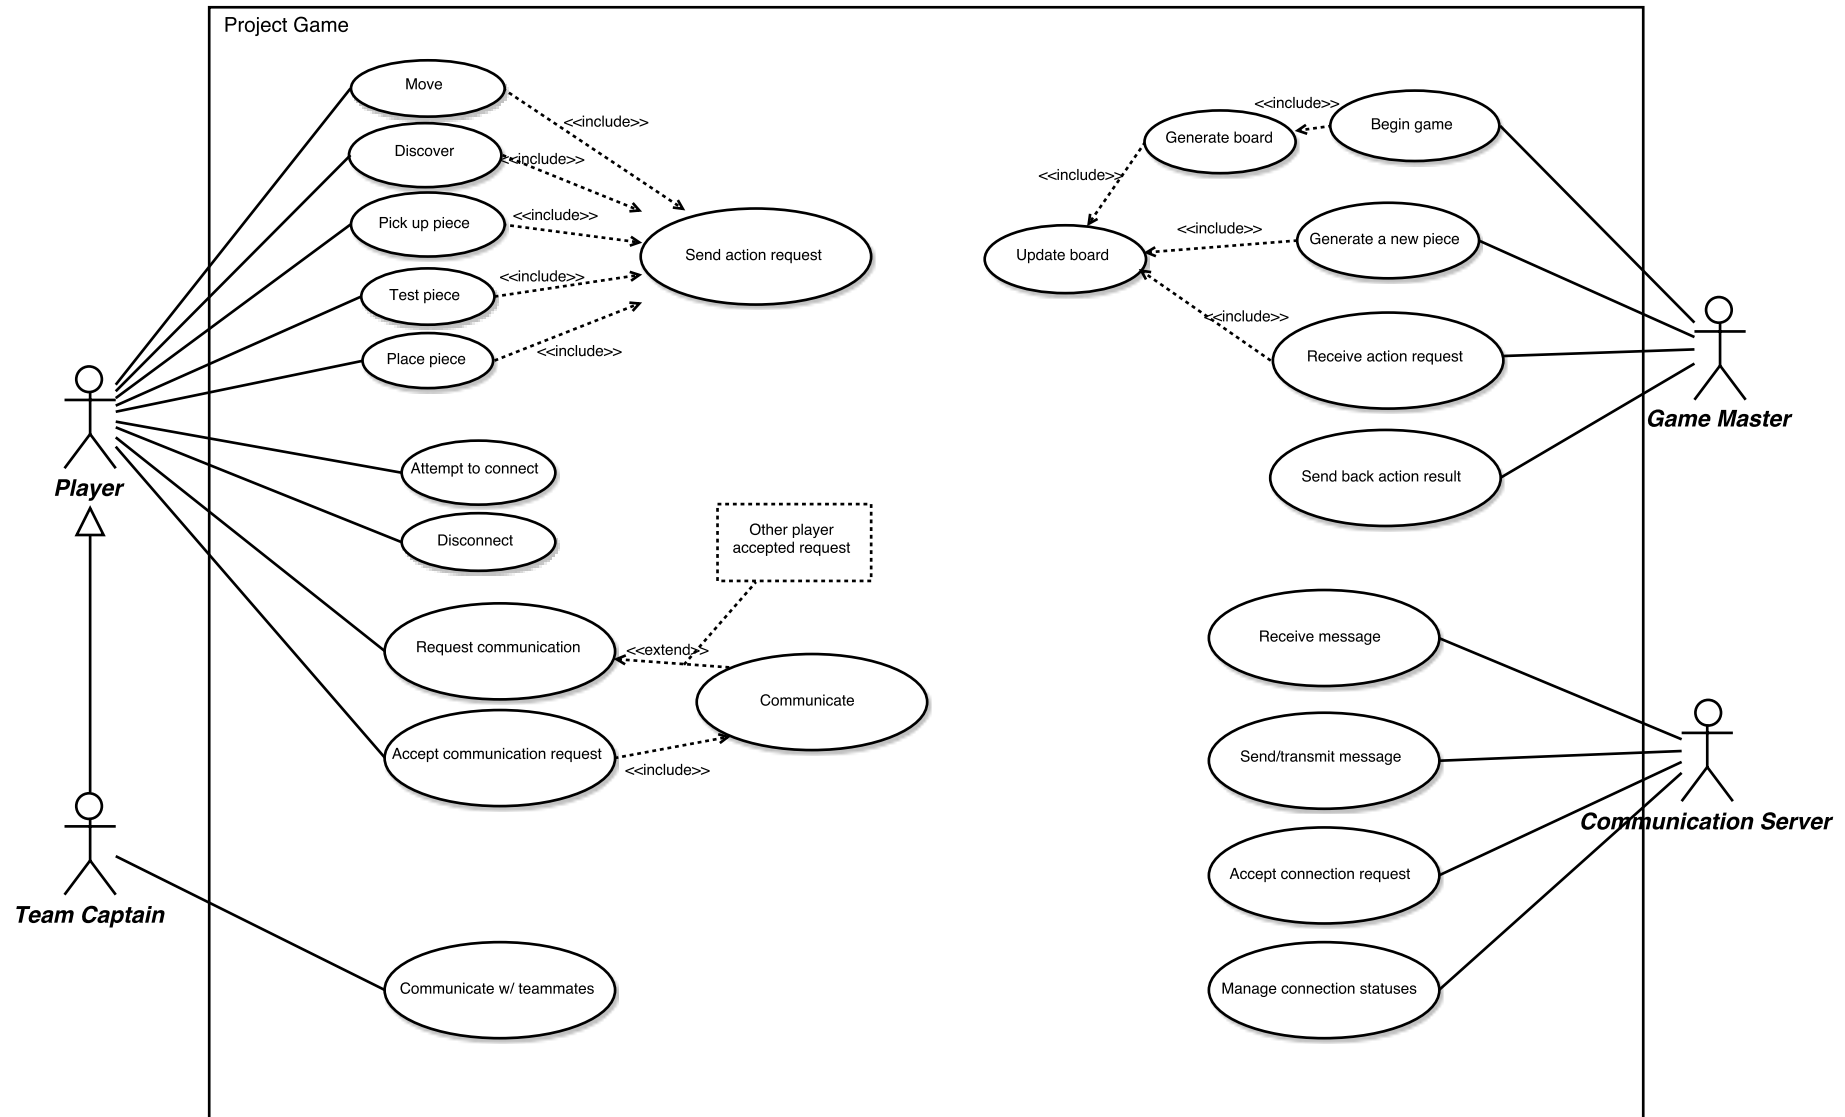 Project Game
Move
<<include>>
Discover
<<include>>
Pick up piece
<<include>>
Send action request
Test piece
<<include>>
Place piece
<<include>>
Player
Attempt to connect
Disconnect
Other player
accepted request
Request communication
<<extend>>
Communicate
Accept communication request
<<include>>
Team Captain
Communicate w/ teammates
<<include>>
Begin game
Generate board
<<include>>
<<include>>
Generate a new piece
Update board
<<include>>
Receive action request
Game Master
Send back action result
Receive message
Send/transmit message
Communication Server
Accept connection request
Manage connection statuses